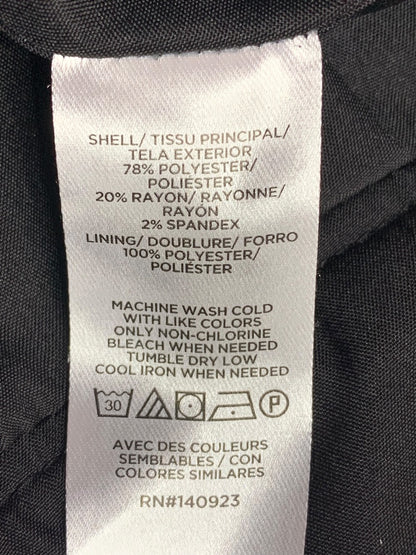 SHELL/ TISSU PRINCIPAL/
TELA EXTERIOR
78% POLYESTER/
POLIÉSTER
20% RAYON/ RAYONNE/
RAYÓN
2% SPANDEX
LINING/ DOUBLURE/ FORRO
100% POLYESTER/
POLIÉSTER
MACHINE WASH COLD
WITH LIKE COLORS
ONLY NON-CHLORINE
BLEACH WHEN NEEDED
TUMBLE DRY LOW
COOL IRON WHEN NEEDED
30 P
AVEC DES COULEURS
SEMBLABLES / CON
COLORES SIMILARES
RN#140923